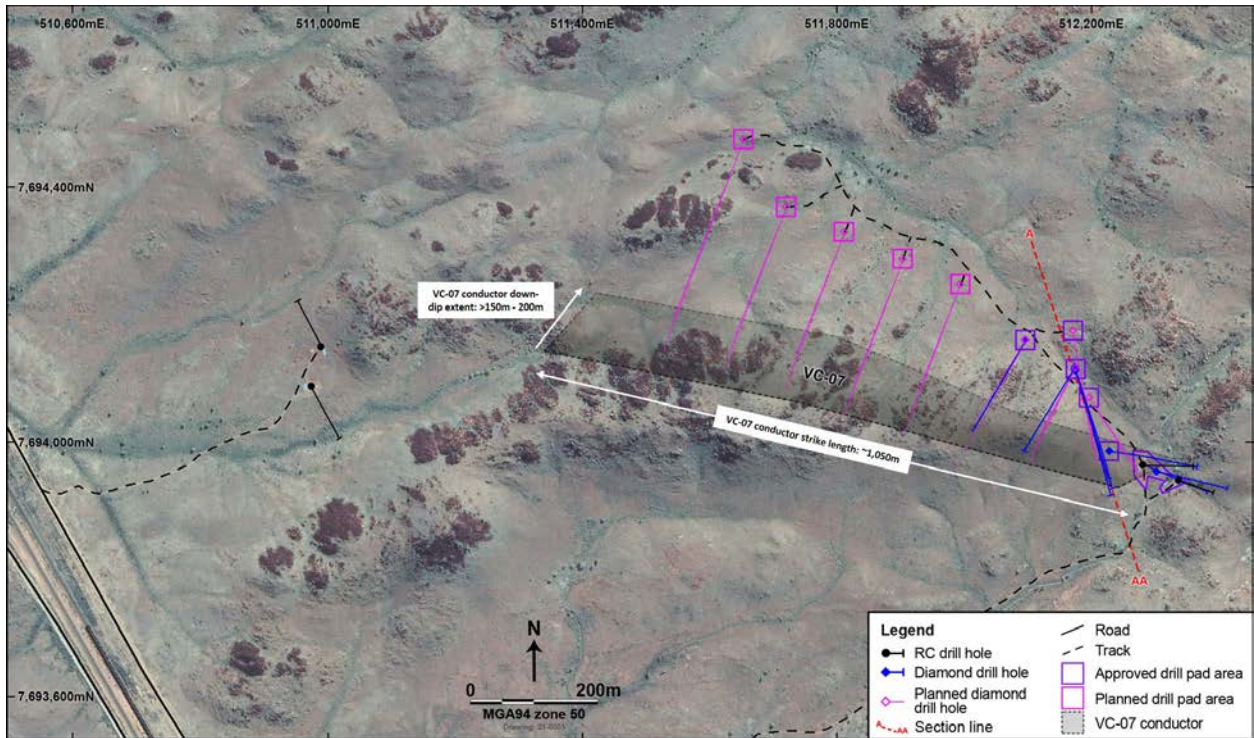 510,600mE
511,000mE
511,400mE
511,800mE
512,200mE
7,694,400mN
7,694,000mN
7,693,600mN
A
VC-07 conductor down-
dip extent: >150m - 200m
VC-07
VC-07 conductor strike length: ~1,050m
AA
N
0 200m
MGA94 zone 50
Legend
RC drill hole
Diamond drill hole
Planned diamond
drill hole
A AA Section line
Road
Track
Approved drill pad area
Planned drill pad area
VC-07 conductor